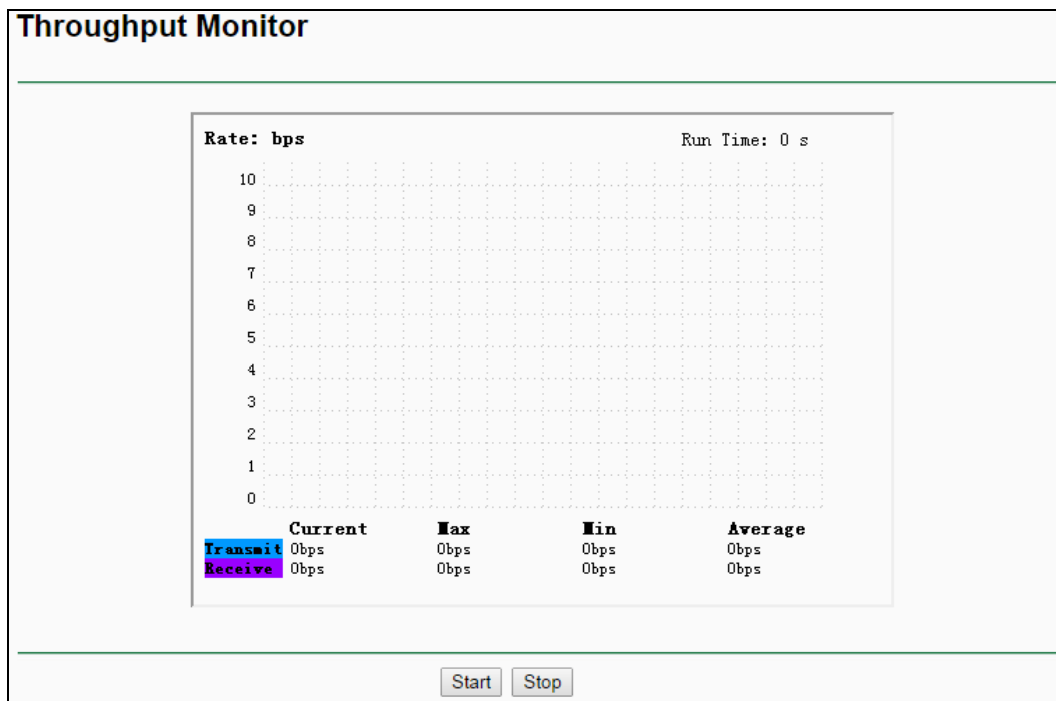 Throughput Monitor
Rate: bps Run Time: 0 s
10
9
8
7
6
5
4
3
2
1
0
Current Max Min Average
Transmit 0bps 0bps 0bps 0bps
Receive 0bps 0bps 0bps 0bps
Start Stop